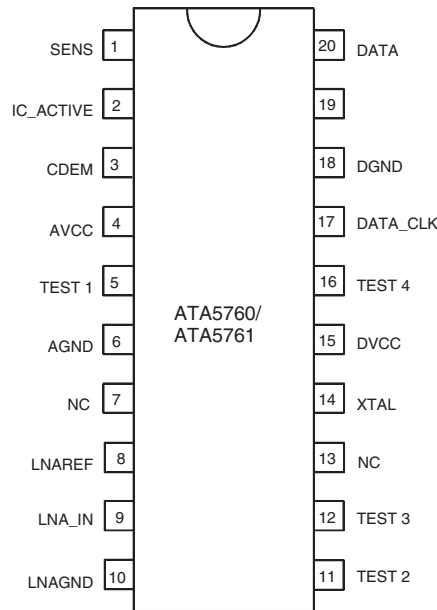 SENS 1 20 DATA
IC_ACTIVE 2 19
CDEM 3 18 DGND
AVCC 4 17 DATA_CLK
TEST 1 5 16 TEST 4
ATA5760/
ATA5761
AGND 6 15 DVCC
NC 7 14 XTAL
LNAREF 8 13 NC
LNA_IN 9 12 TEST 3
LNAGND 10 11 TEST 2